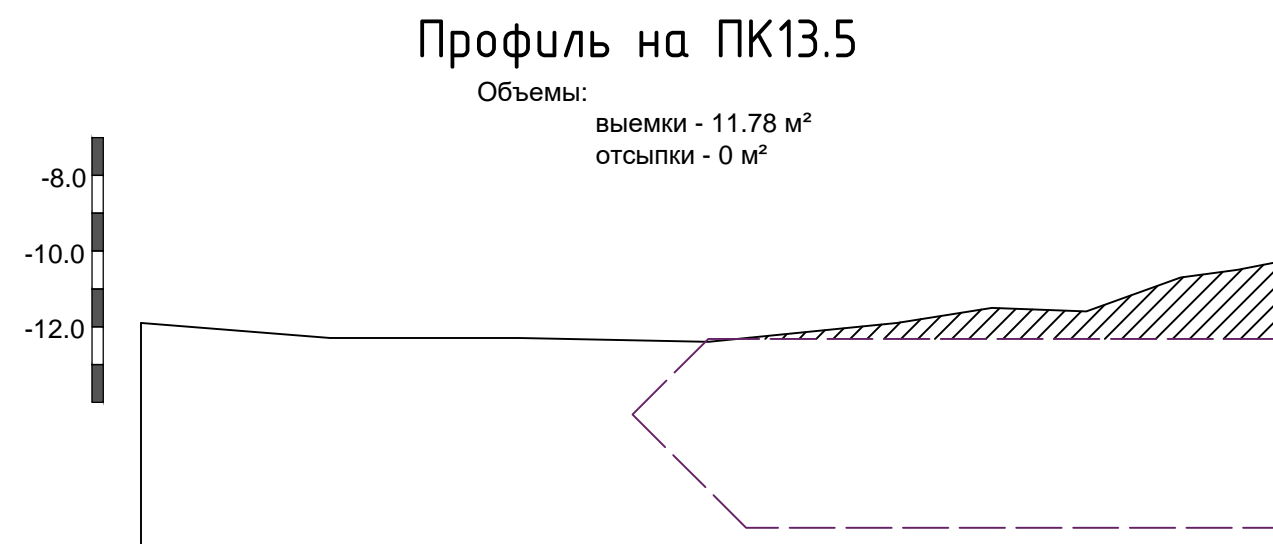 Профиль на ПК13.5
Объемы:
выемки - 11.78 м²
отсыпки - 0 м²
-8.0
-10.0
-12.0